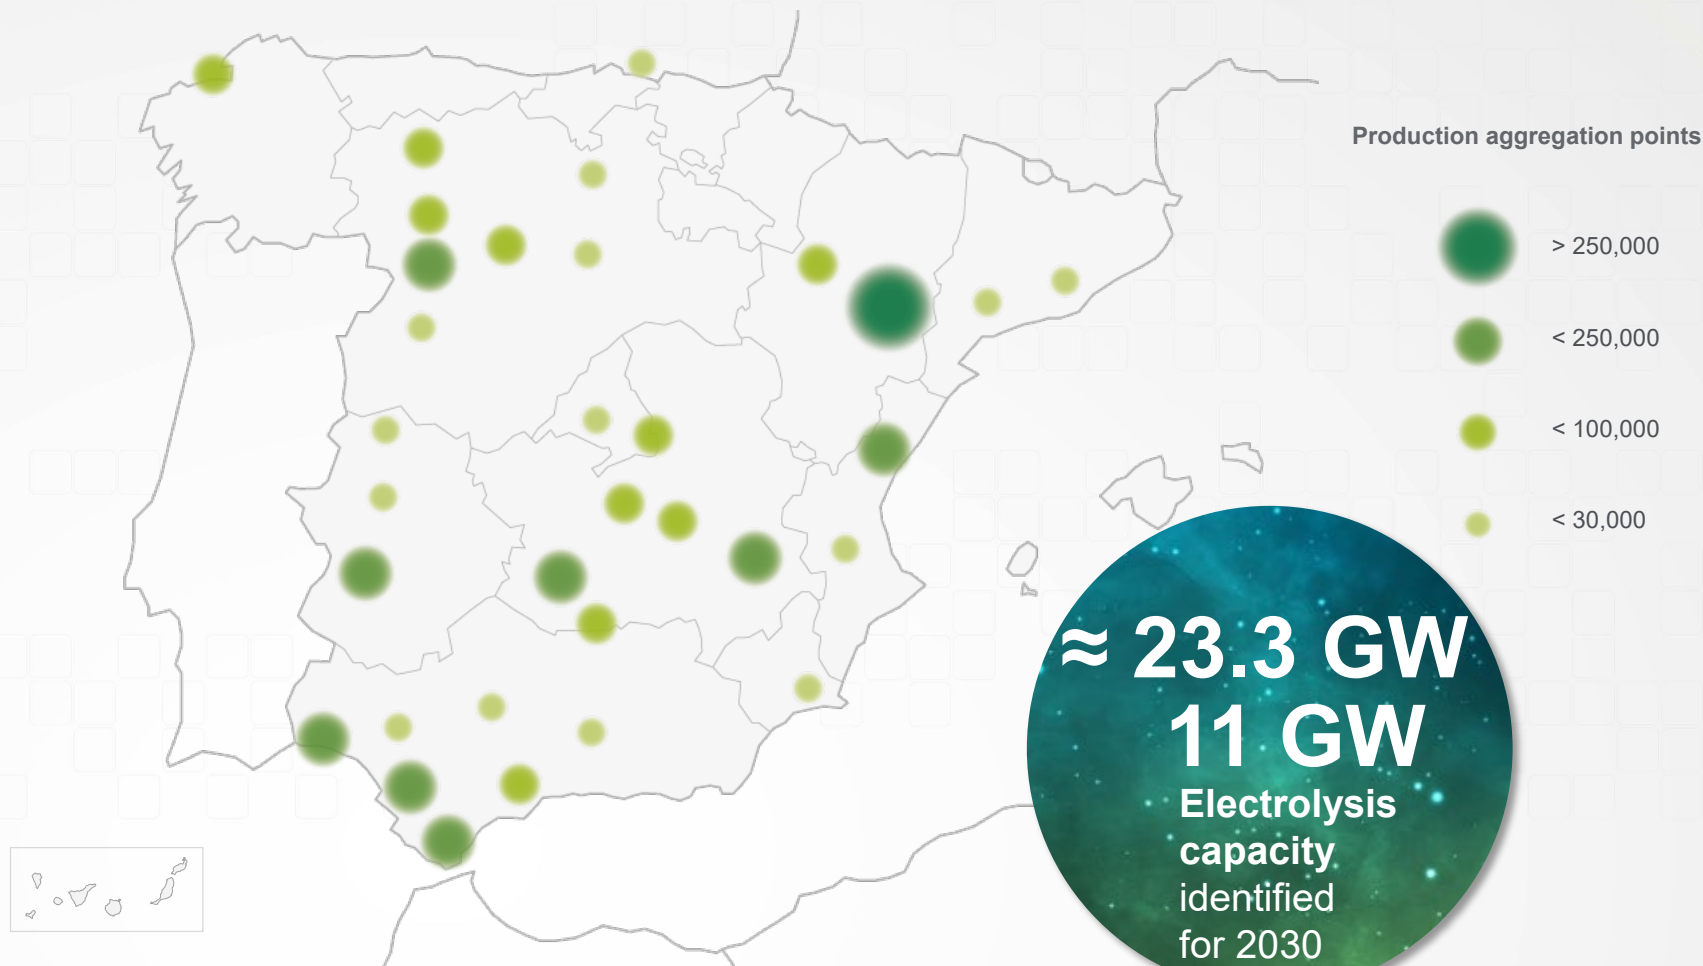 Production aggregation points
> 250,000
< 250,000
< 100,000
< 30,000
≈ 23.3 GW
11 GW
Electrolysis
capacity
identified
for 2030